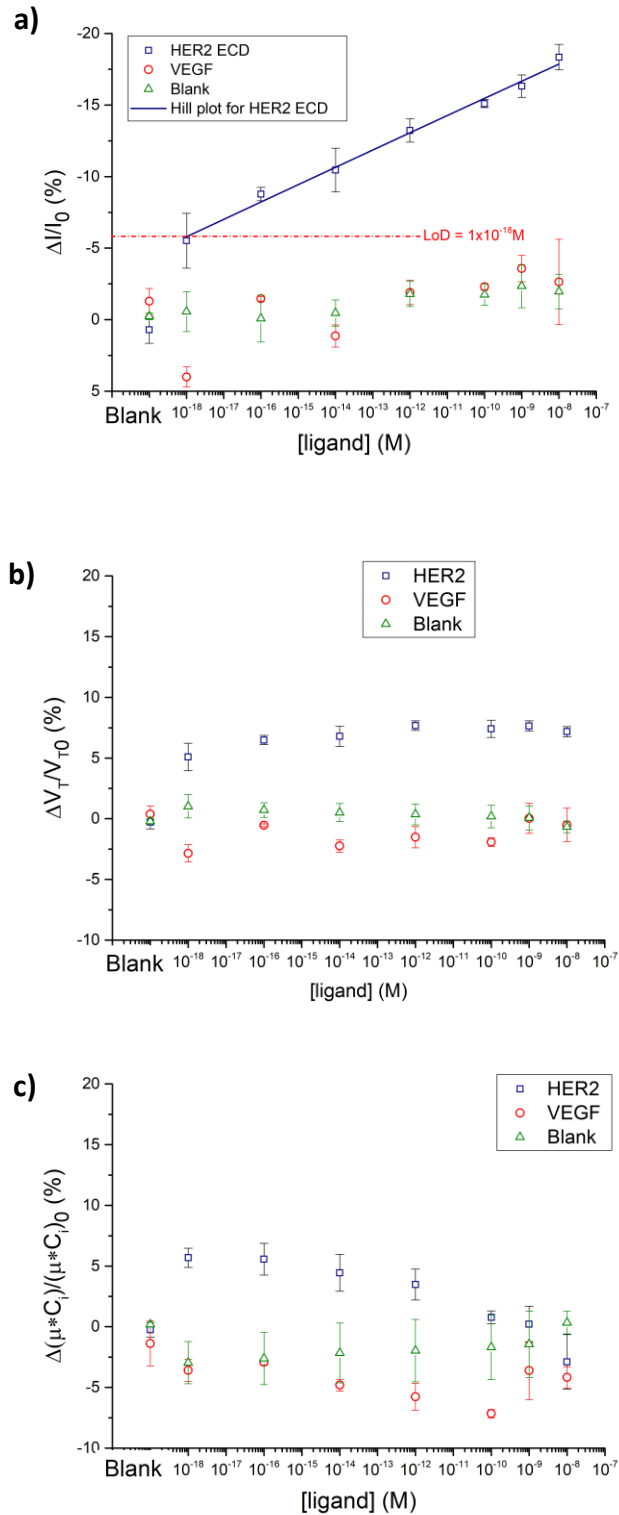 a)
-20
-15
-10
-5
0
5
ΔI/I₀ (%)
HER2 ECD
VEGF
Blank
Hill plot for HER2 ECD
LoD = 1x10⁻¹⁸M
Blank 10⁻¹⁸ 10⁻¹⁷ 10⁻¹⁶ 10⁻¹⁵ 10⁻¹⁴ 10⁻¹³ 10⁻¹² 10⁻¹¹ 10⁻¹⁰ 10⁻⁹ 10⁻⁸ 10⁻⁷
[ligand] (M)
b)
20
15
10
5
0
-5
-10
ΔV_T/V_T0 (%)
HER2
VEGF
Blank
Blank 10⁻¹⁸ 10⁻¹⁷ 10⁻¹⁶ 10⁻¹⁵ 10⁻¹⁴ 10⁻¹³ 10⁻¹² 10⁻¹¹ 10⁻¹⁰ 10⁻⁹ 10⁻⁸ 10⁻⁷
[ligand] (M)
c)
20
15
10
5
0
-5
-10
Δ(μ*C_i)/(μ*C_i)₀ (%)
HER2
VEGF
Blank
Blank 10⁻¹⁸ 10⁻¹⁷ 10⁻¹⁶ 10⁻¹⁵ 10⁻¹⁴ 10⁻¹³ 10⁻¹² 10⁻¹¹ 10⁻¹⁰ 10⁻⁹ 10⁻⁸ 10⁻⁷
[ligand] (M)